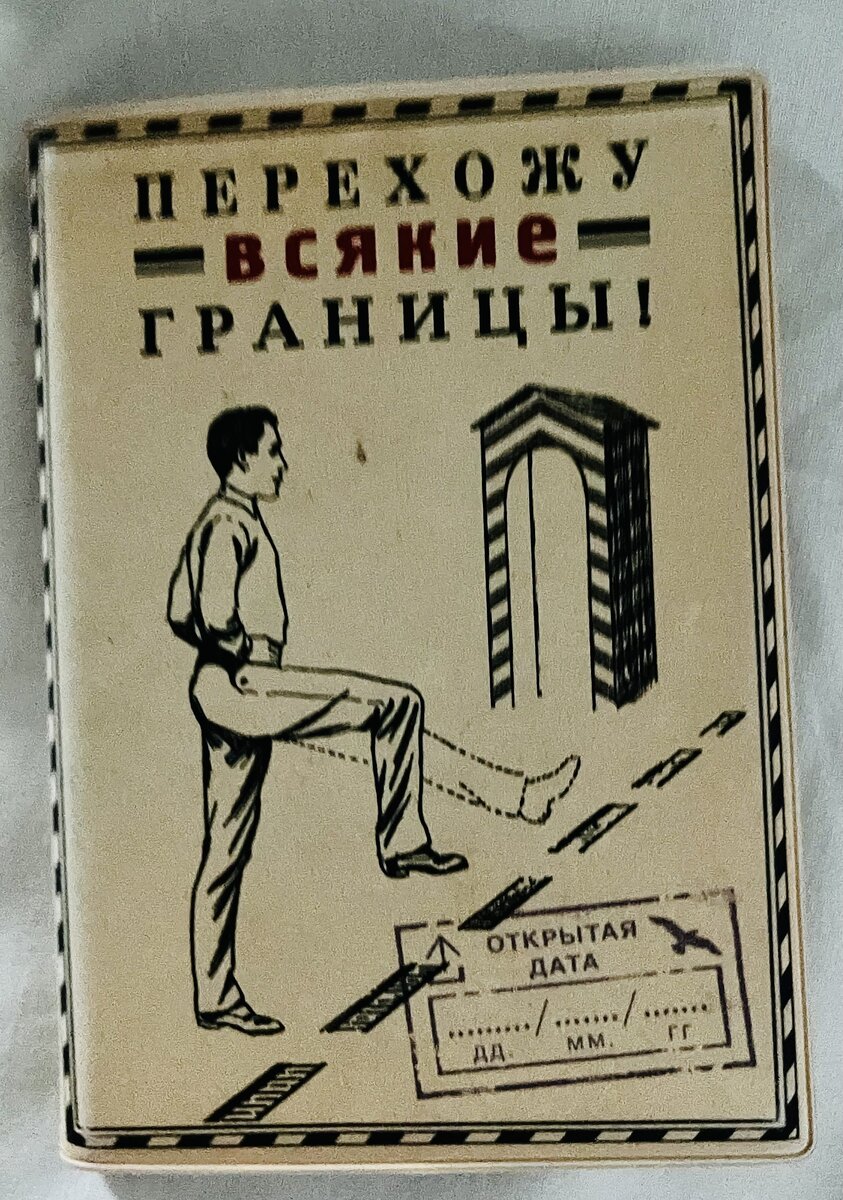 ПЕРЕХОЖУ
всякие
ГРАНИЦЫ!
ОТКРЫТАЯ
ДАТА
........./......./.......
ДД. ММ. ГГ